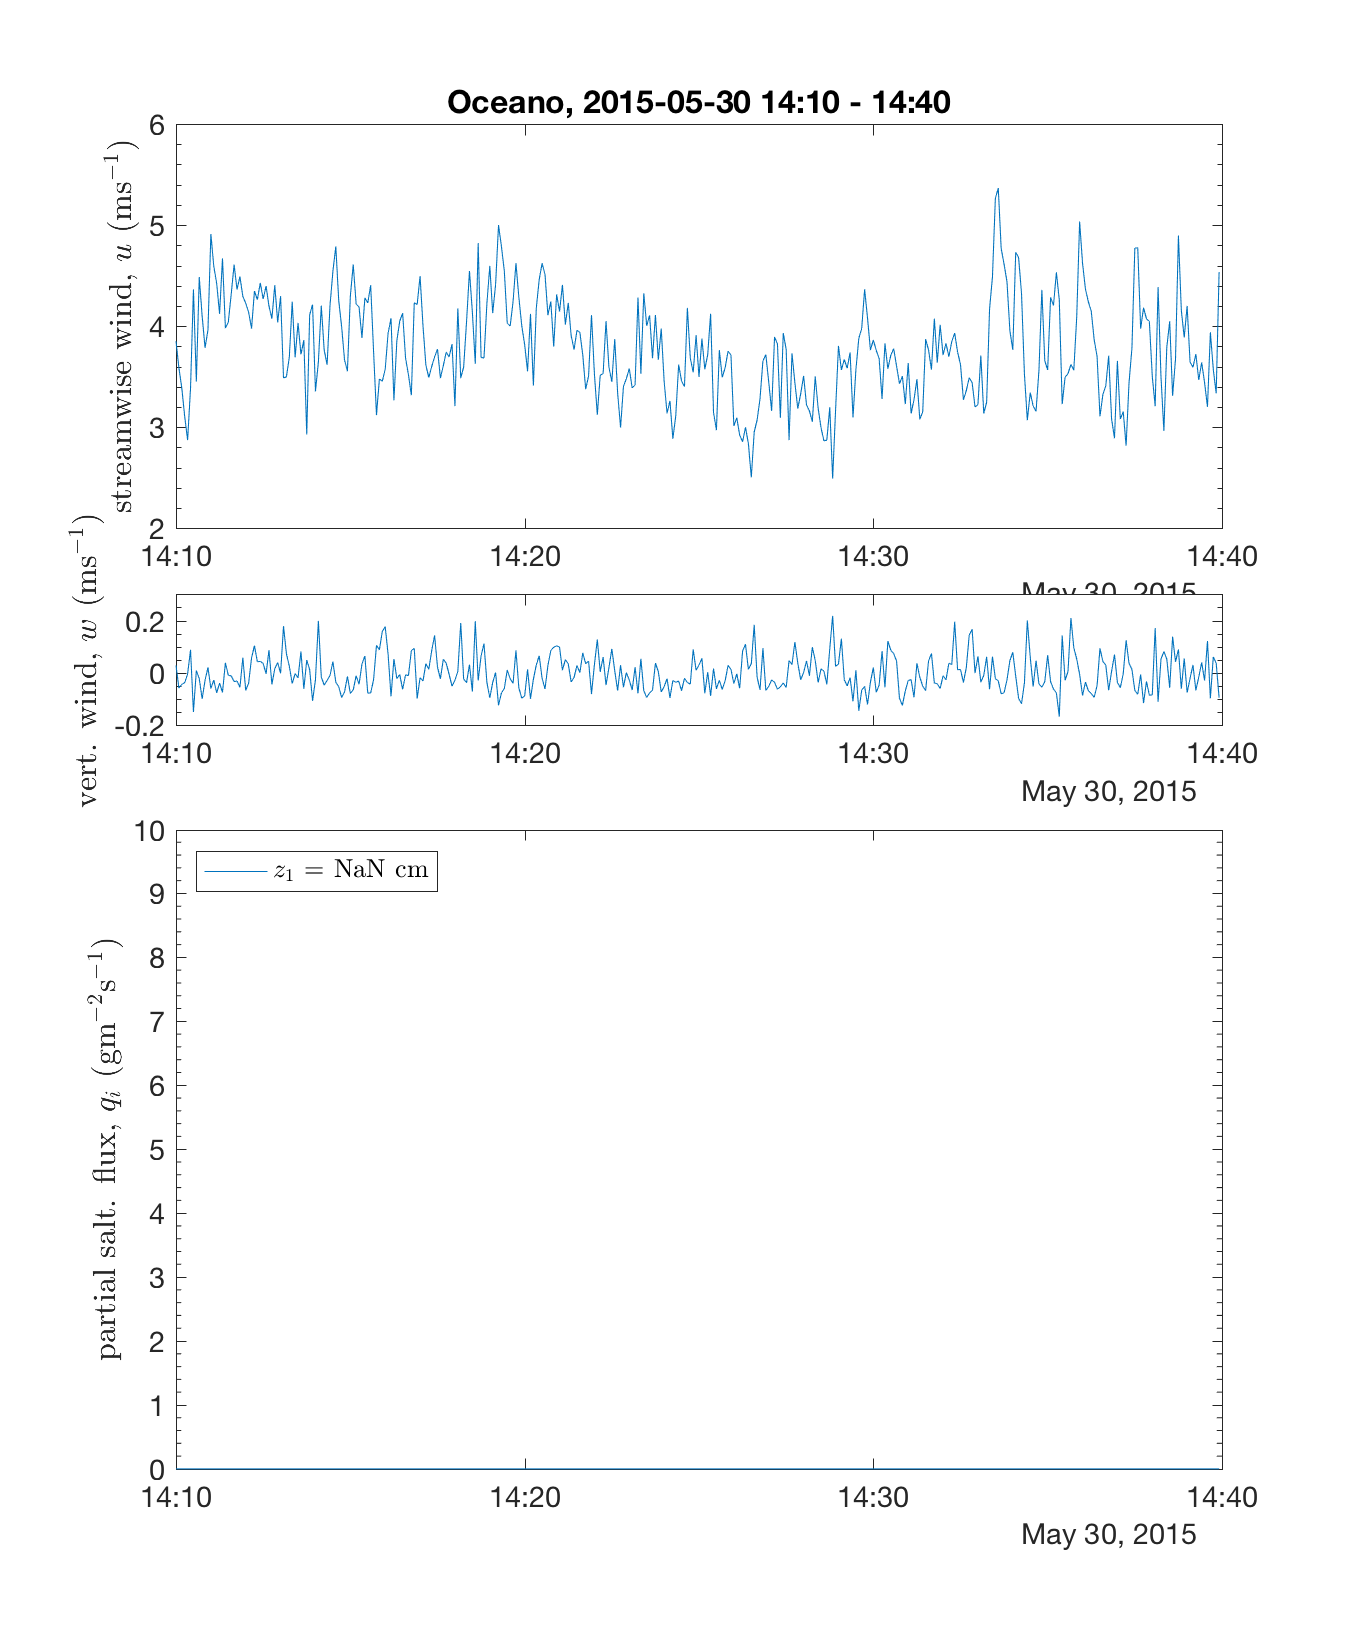 Oceano, 2015-05-30 14:10 - 14:40
streamwise wind, u (ms⁻¹)
6
5
4
3
2
14:10 14:20 14:30 14:40
May 30, 2015
vert. wind, w (ms⁻¹)
0.2
0
-0.2
14:10 14:20 14:30 14:40
May 30, 2015
partial salt. flux, qᵢ (gm⁻²s⁻¹)
10
z₁ = NaN cm
9
8
7
6
5
4
3
2
1
0
14:10 14:20 14:30 14:40
May 30, 2015